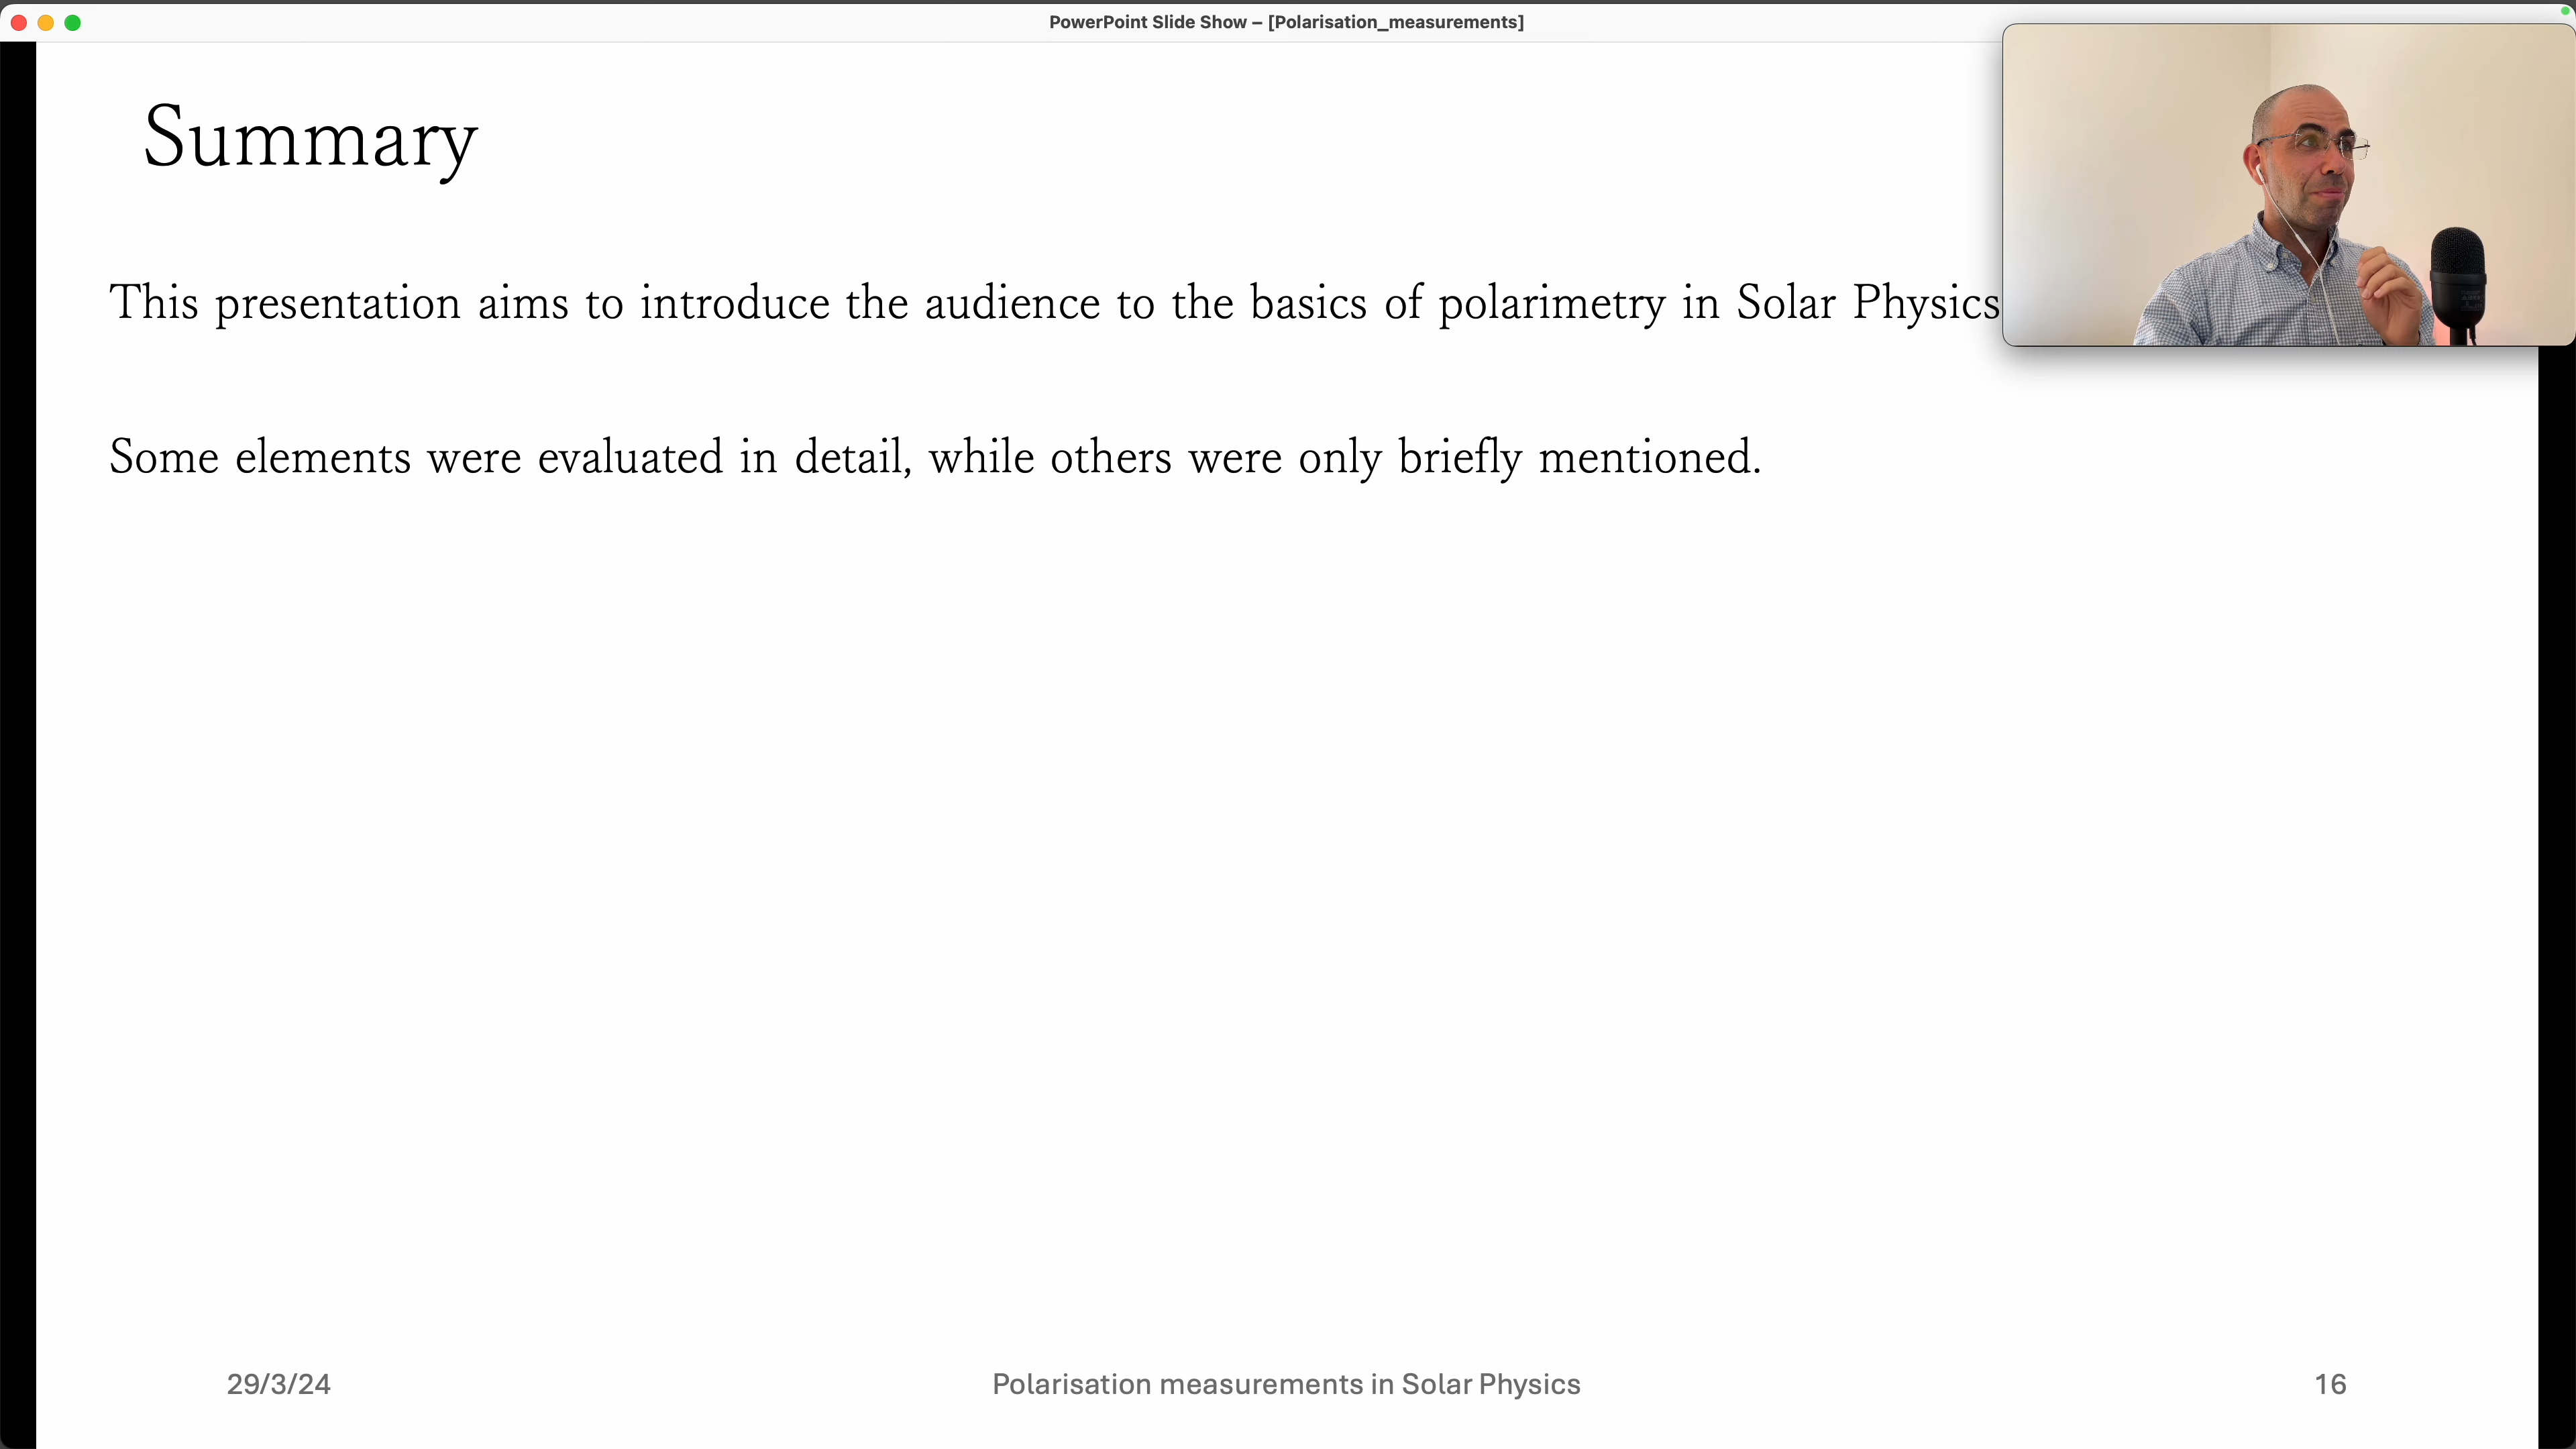 PowerPoint Slide Show – [Polarisation_measurements]
Summary
This presentation aims to introduce the audience to the basics of polarimetry in Solar Physics
Some elements were evaluated in detail, while others were only briefly mentioned.
29/3/24
Polarisation measurements in Solar Physics
16